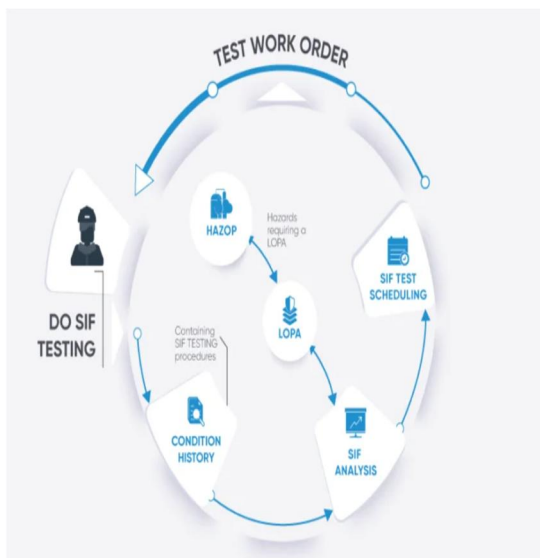 TEST WORK ORDER
HAZOP
Hazards
requiring a
LOPA
SIF TEST
SCHEDULING
LOPA
DO SIF
TESTING
Containing
SIF TESTING
procedures
CONDITION
HISTORY
SIF
ANALYSIS